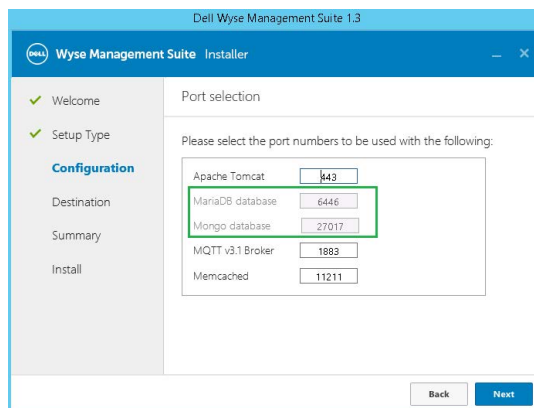 Dell Wyse Management Suite 1.3
DELL Wyse Management Suite Installer
Welcome
Port selection
Setup Type
Please select the port numbers to be used with the following:
Configuration
Apache Tomcat 443
Destination
MariaDB database 6446
Mongo database 27017
Summary
MQTT v3.1 Broker 1883
Install
Memcached 11211
Back Next